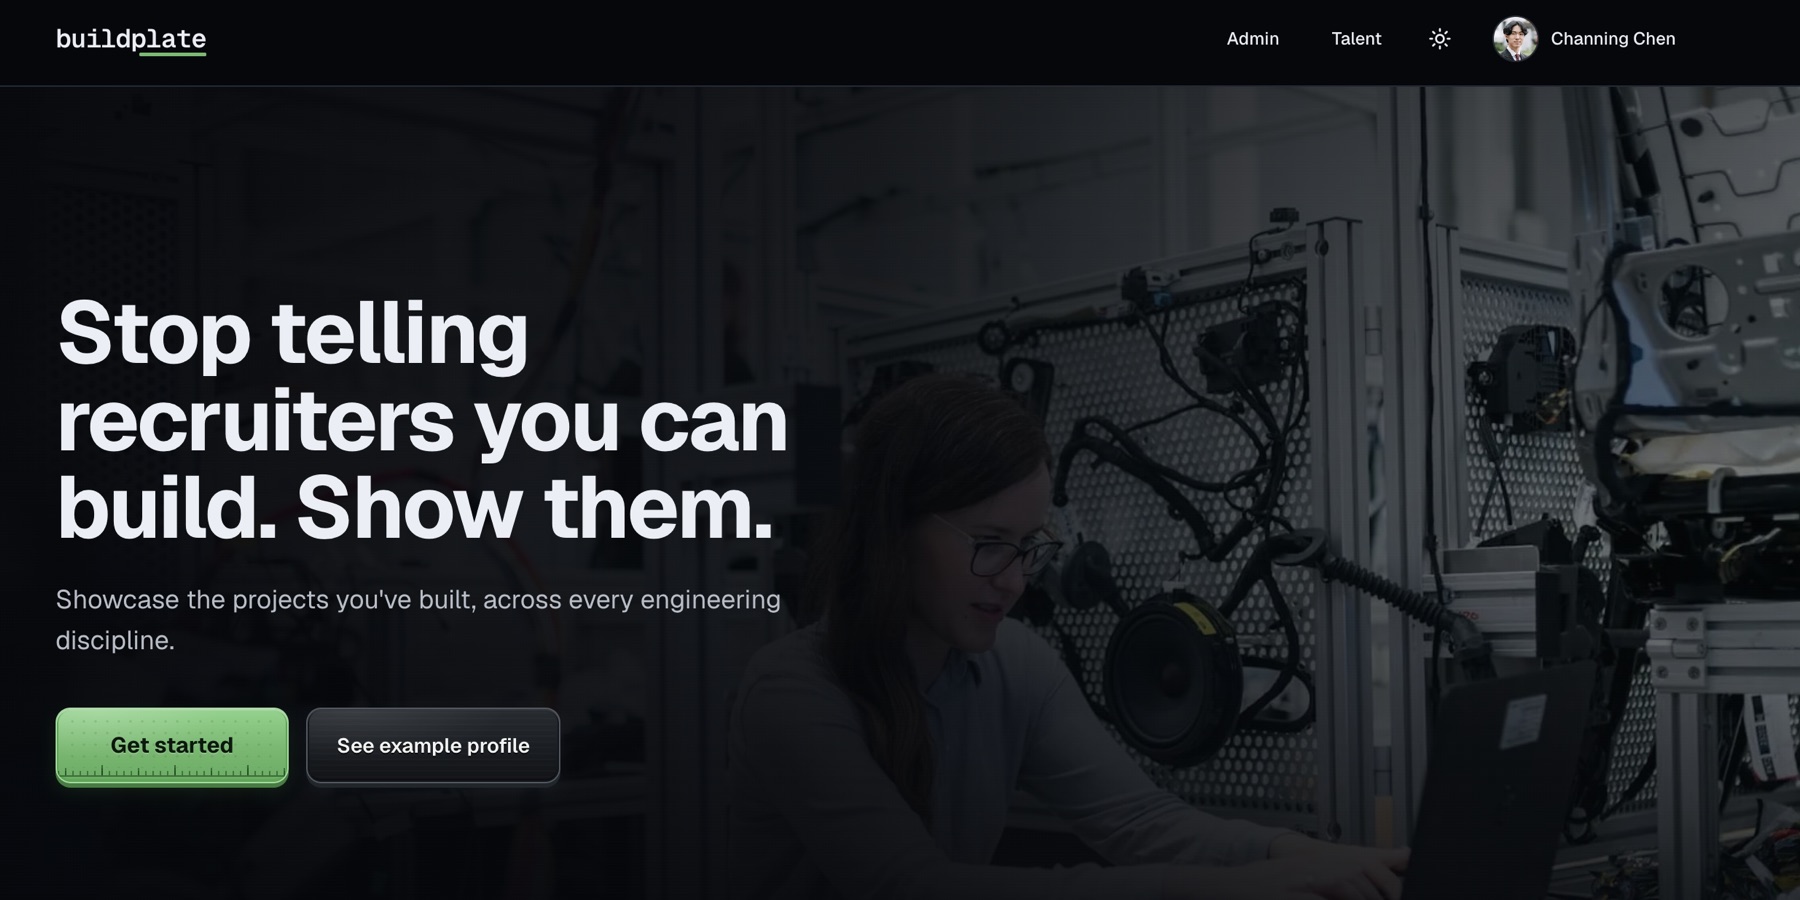 buildplate
Admin
Talent
Channing Chen
Stop telling
recruiters you can
build. Show them.
Showcase the projects you've built, across every engineering
discipline.
Get started
See example profile